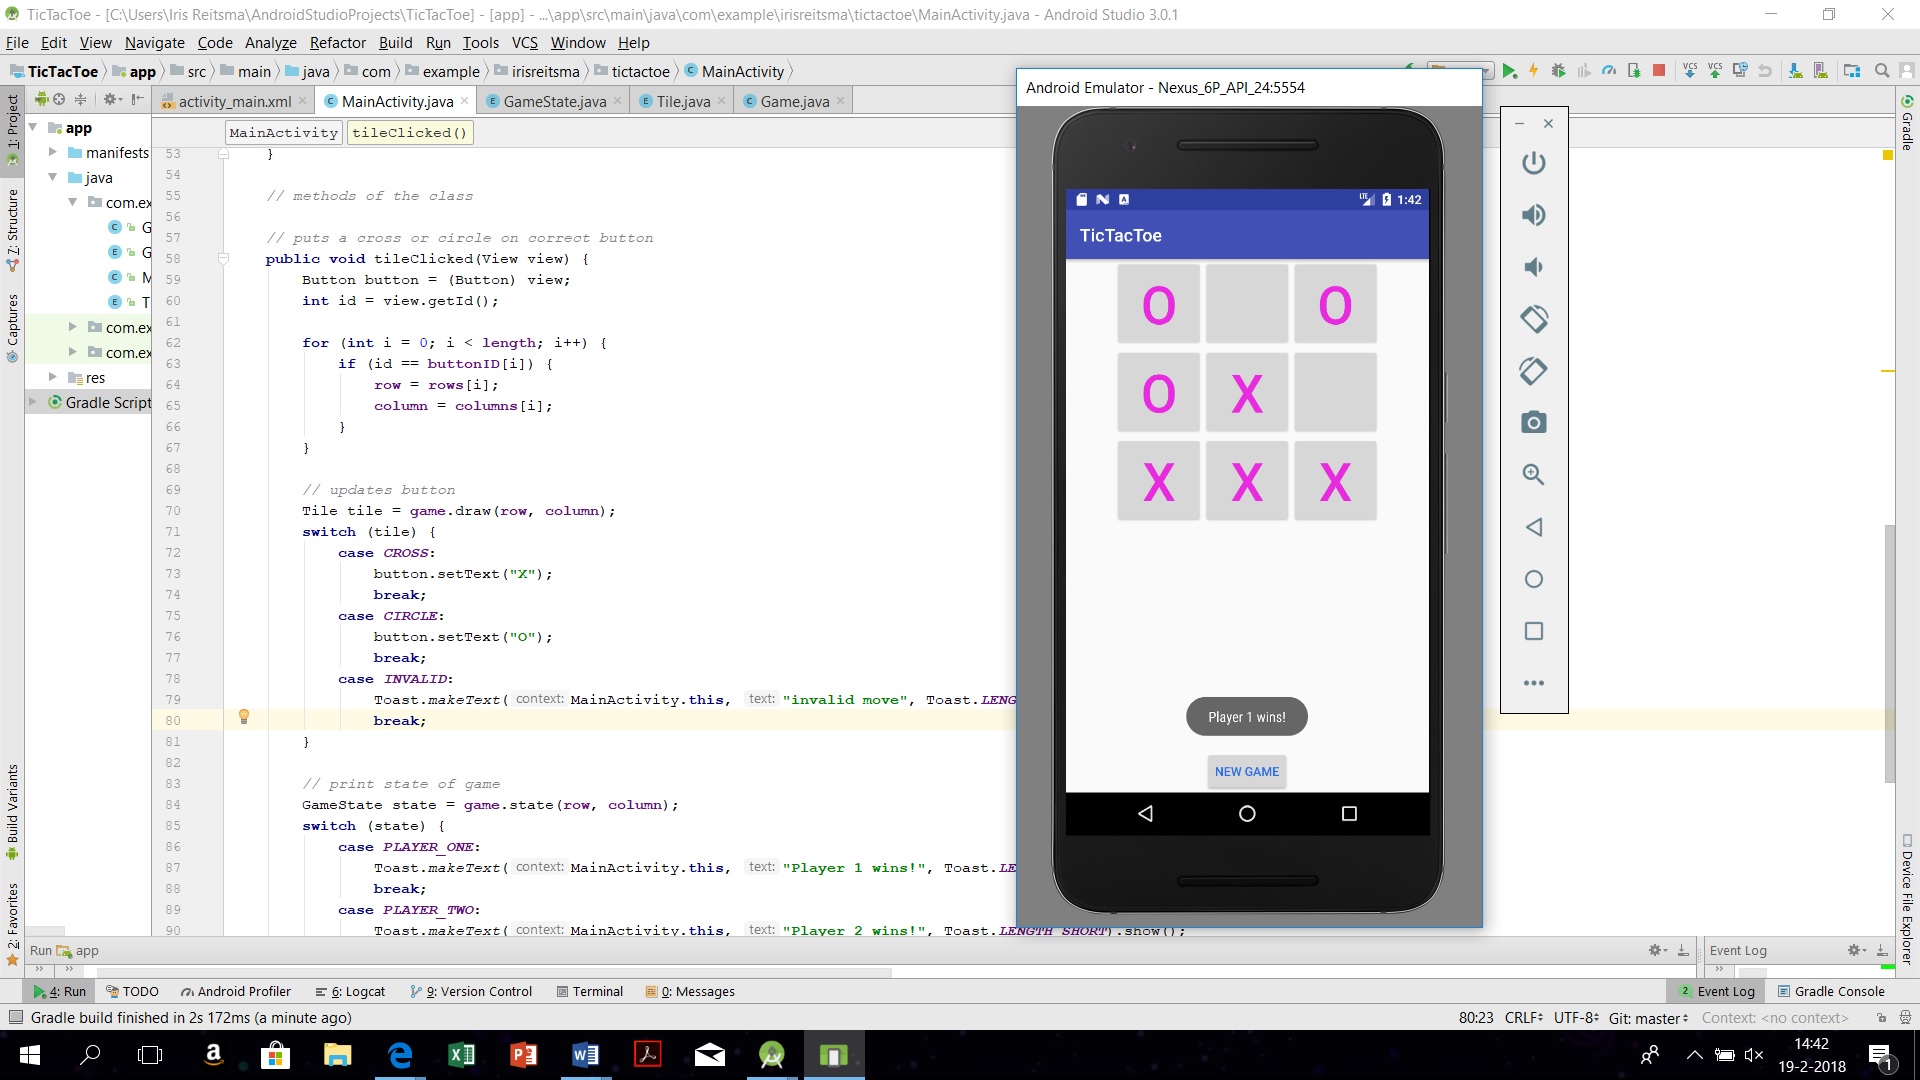 TicTacToe - [C:\Users\Iris Reitsma\AndroidStudioProjects\TicTacToe] - [app] - ...\app\src\main\java\com\example\irisreitsma\tictactoe\MainActivity.java - Android Studio 3.0.1
File Edit View Navigate Code Analyze Refactor Build Run Tools VCS Window Help
TicTacToe app src main java com example irisreitsma tictactoe MainActivity
activity_main.xml MainActivity.java GameState.java Tile.java Game.java
MainActivity tileClicked()
1: Project
7: Structure
Captures
Build Variants
2: Favorites
app
manifests
java
com.ex
G
G
M
T
com.ex
com.ex
res
Gradle Script
53 }
54
55 // methods of the class
56
57 // puts a cross or circle on correct button
58 public void tileClicked(View view) {
59 Button button = (Button) view;
60 int id = view.getId();
61
62 for (int i = 0; i < length; i++) {
63 if (id == buttonID[i]) {
64 row = rows[i];
65 column = columns[i];
66 }
67 }
68
69 // updates button
70 Tile tile = game.draw(row, column);
71 switch (tile) {
72 case CROSS:
73 button.setText("X");
74 break;
75 case CIRCLE:
76 button.setText("O");
77 break;
78 case INVALID:
79 Toast.makeText( context: MainActivity.this, text: "invalid move", Toast.LENG
80 break;
81 }
82
83 // print state of game
84 GameState state = game.state(row, column);
85 switch (state) {
86 case PLAYER_ONE:
87 Toast.makeText( context: MainActivity.this, text: "Player 1 wins!", Toast.LE
88 break;
89 case PLAYER_TWO:
90 Toast.makeText( context: MainActivity.this, text: "Player 2 wins!", Toast.LENGTH_SHORT).show();
Android Emulator - Nexus_6P_API_24:5554
LTE 1:42
TicTacToe
O O
O X
X X X
Player 1 wins!
NEW GAME
VCS VCS
Gradle
Device File Explorer
Run app
Event Log
4: Run TODO Android Profiler 6: Logcat 9: Version Control Terminal 0: Messages 2 Event Log Gradle Console
Gradle build finished in 2s 172ms (a minute ago) 80:23 CRLF UTF-8 Git: master Context: <no context>
14:42
19-2-2018
1